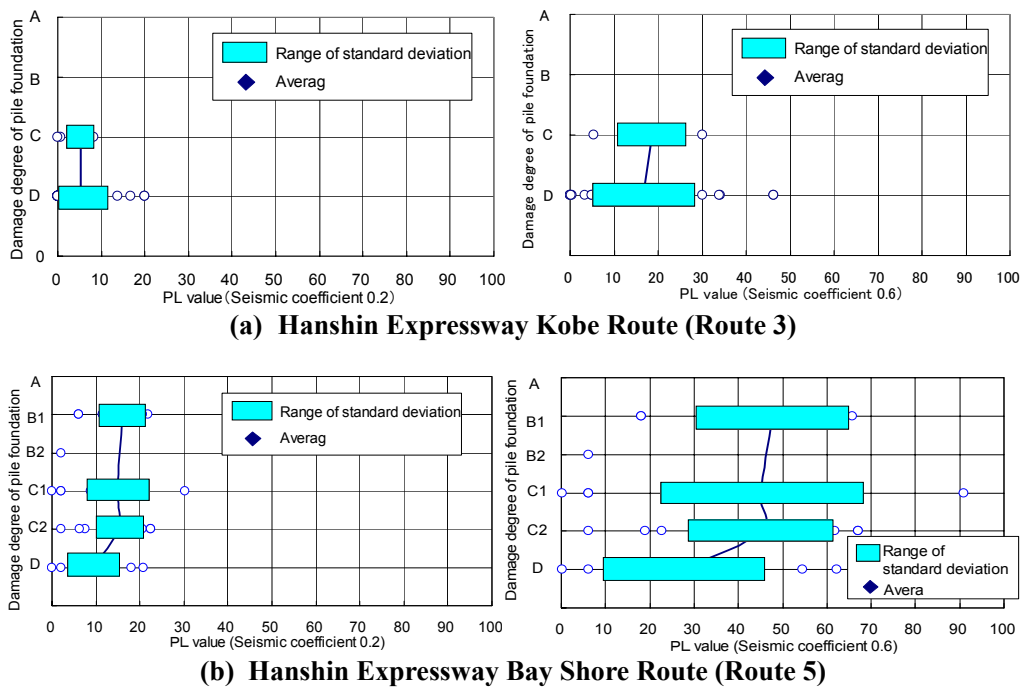 Damage degree of pile foundation
A
B
C
D
0
Range of standard deviation
Averag
0 10 20 30 40 50 60 70 80 90 100
PL value (Seismic coefficient 0.2)
Damage degree of pile foundation
A
B
C
D
Range of standard deviation
Averag
0 10 20 30 40 50 60 70 80 90 100
PL value (Seismic coefficient 0.6)
(a) Hanshin Expressway Kobe Route (Route 3)
Damage degree of pile foundation
A
B1
B2
C1
C2
D
Range of standard deviation
Averag
0 10 20 30 40 50 60 70 80 90 100
PL value (Seismic coefficient 0.2)
Damage degree of pile foundation
A
B1
B2
C1
C2
D
Range of
standard deviation
Avera
0 10 20 30 40 50 60 70 80 90 100
PL value (Seismic coefficient 0.6)
(b) Hanshin Expressway Bay Shore Route (Route 5)